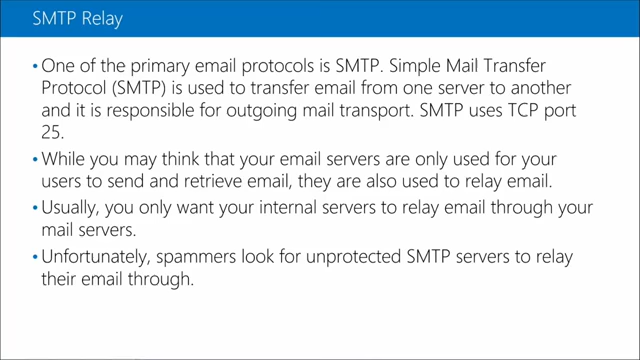 SMTP Relay
• One of the primary email protocols is SMTP. Simple Mail Transfer
Protocol (SMTP) is used to transfer email from one server to another
and it is responsible for outgoing mail transport. SMTP uses TCP port
25.
• While you may think that your email servers are only used for your
users to send and retrieve email, they are also used to relay email.
• Usually, you only want your internal servers to relay email through your
mail servers.
• Unfortunately, spammers look for unprotected SMTP servers to relay
their email through.